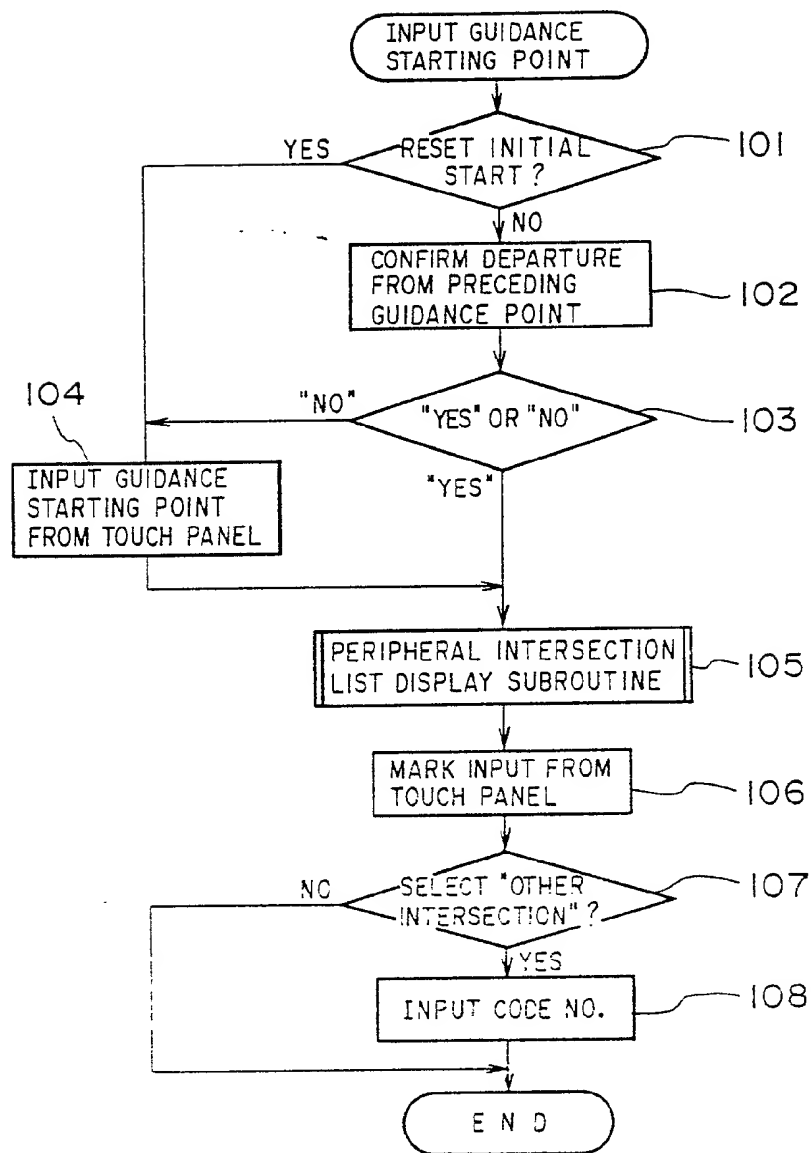 INPUT GUIDANCE
STARTING POINT
YES
RESET INITIAL
START?
101
NO
CONFIRM DEPARTURE
FROM PRECEDING
GUIDANCE POINT
102
104
"NO"
"YES" OR "NO"
103
INPUT GUIDANCE
STARTING POINT
FROM TOUCH PANEL
"YES"
PERIPHERAL INTERSECTION
LIST DISPLAY SUBROUTINE
105
MARK INPUT FROM
TOUCH PANEL
106
NO
SELECT "OTHER
INTERSECTION"?
107
YES
INPUT CODE NO.
108
END